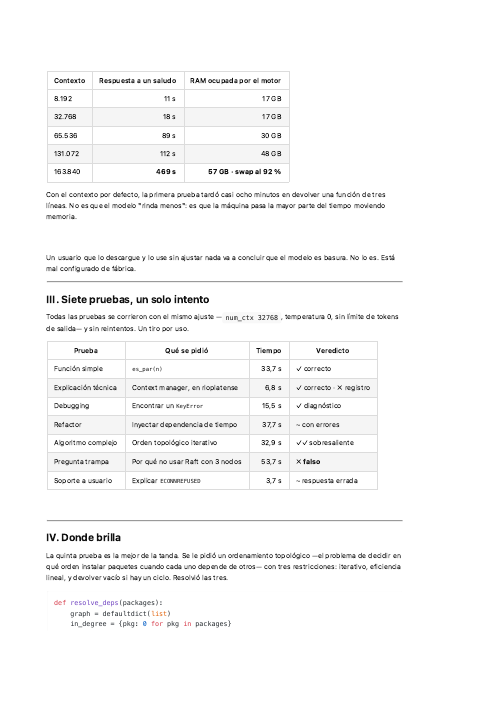 Contexto Respuesta a un saludo RAM ocupada por el motor
8.192 11 s 17 GB
32.768 18 s 17 GB
65.536 89 s 30 GB
131.072 112 s 48 GB
163.840 469 s 57 GB · swap al 92 %
Con el contexto por defecto, la primera prueba tardó casi ocho minutos en devolver una función de tres
líneas. No es que el modelo "rinda menos": es que la máquina pasa la mayor parte del tiempo moviendo
memoria.
Un usuario que lo descargue y lo use sin ajustar nada va a concluir que el modelo es basura. No lo es. Está
mal configurado de fábrica.
III. Siete pruebas, un solo intento
Todas las pruebas se corrieron con el mismo ajuste — num_ctx 32768 , temperatura 0, sin límite de tokens
de salida— y sin reintentos. Un tiro por uso.
Prueba Qué se pidió Tiempo Veredicto
Función simple es_par(n) 33,7 s ✓ correcto
Explicación técnica Context manager, en rioplatense 6,8 s ✓ correcto · ✕ registro
Debugging Encontrar un KeyError 15,5 s ✓ diagnóstico
Refactor Inyectar dependencia de tiempo 37,7 s ~ con errores
Algoritmo complejo Orden topológico iterativo 32,9 s ✓✓ sobresaliente
Pregunta trampa Por qué no usar Raft con 3 nodos 53,7 s ✕ falso
Soporte a usuario Explicar ECONNREFUSED 3,7 s ~ respuesta errada
IV. Donde brilla
La quinta prueba es la mejor de la tanda. Se le pidió un ordenamiento topológico —el problema de decidir en
qué orden instalar paquetes cuando cada uno depende de otros— con tres restricciones: iterativo, eficiencia
lineal, y devolver vacío si hay un ciclo. Resolvió las tres.
def resolve_deps(packages):
    graph = defaultdict(list)
    in_degree = {pkg: 0 for pkg in packages}